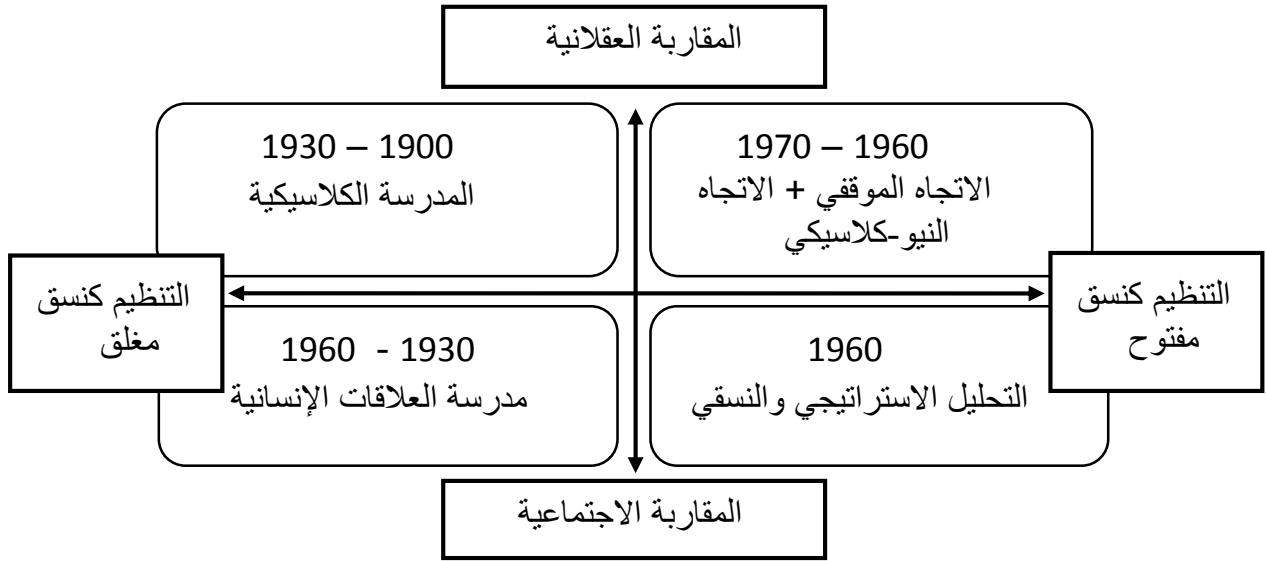 المقاربة العقلانية
1960 – 1970
الاتجاه الموقفي + الاتجاه
النيو-كلاسيكي
1900 – 1930
المدرسة الكلاسيكية
التنظيم كنسق
مفتوح
التنظيم كنسق
مغلق
1960
التحليل الاستراتيجي والنسقي
1930 - 1960
مدرسة العلاقات الإنسانية
المقاربة الاجتماعية